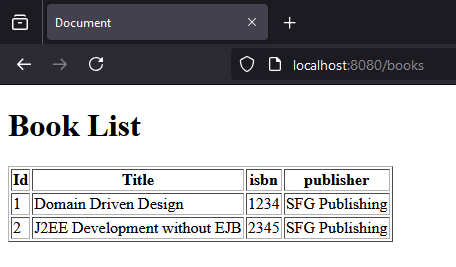 Document
localhost:8080/books
Book List
Id Title isbn publisher
1 Domain Driven Design 1234 SFG Publishing
2 J2EE Development without EJB 2345 SFG Publishing